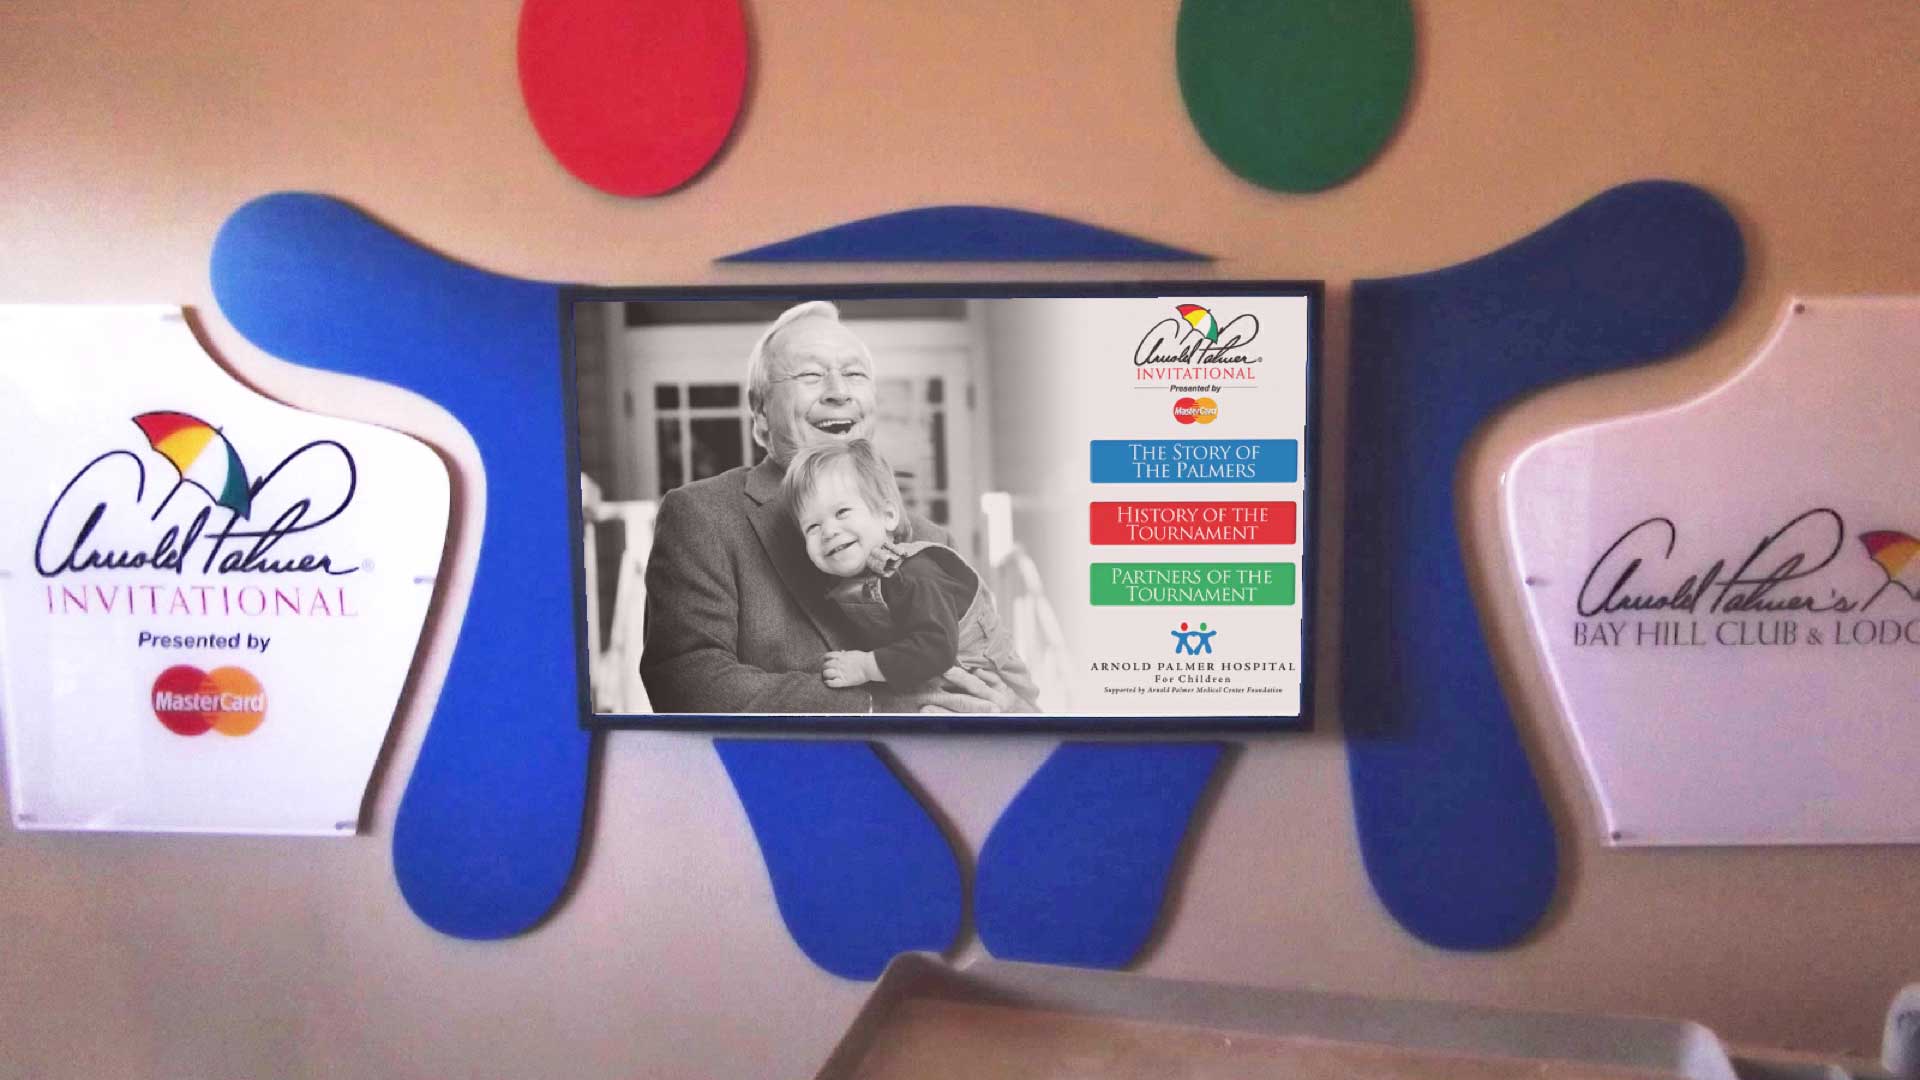 Arnold Palmer®
INVITATIONAL
Presented by
MasterCard
Arnold Palmer®
INVITATIONAL
Presented by
MasterCard
THE STORY OF
THE PALMERS
HISTORY OF THE
TOURNAMENT
PARTNERS OF THE
TOURNAMENT
ARNOLD PALMER HOSPITAL
For Children
Supported by Arnold Palmer Medical Center Foundation
Arnold Palmer's
BAY HILL CLUB &